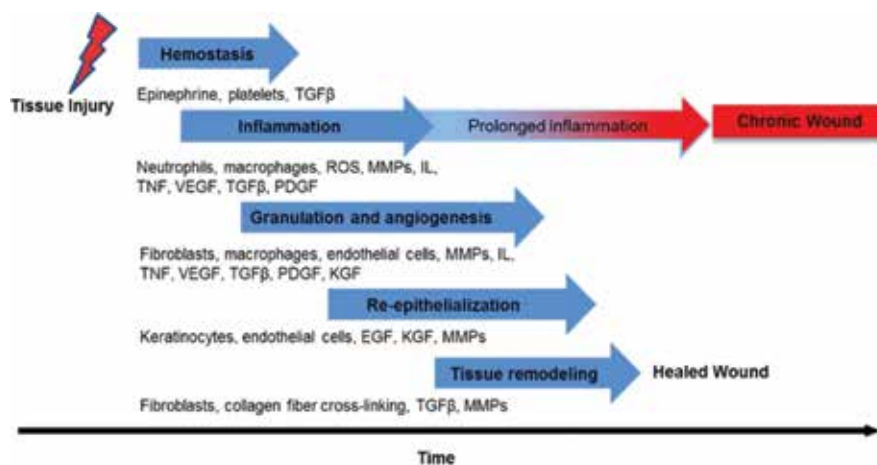 Hemostasis
Tissue Injury
Epinephrine, platelets, TGFβ
Inflammation
Prolonged inflammation
Chronic Wound
Neutrophils, macrophages, ROS, MMPs, IL,
TNF, VEGF, TGFβ, PDGF
Granulation and angiogenesis
Fibroblasts, macrophages, endothelial cells, MMPs, IL,
TNF, VEGF, TGFβ, PDGF, KGF
Re-epithelialization
Keratinocytes, endothelial cells, EGF, KGF, MMPs
Tissue remodeling
Healed Wound
Fibroblasts, collagen fiber cross-linking, TGFβ, MMPs
Time